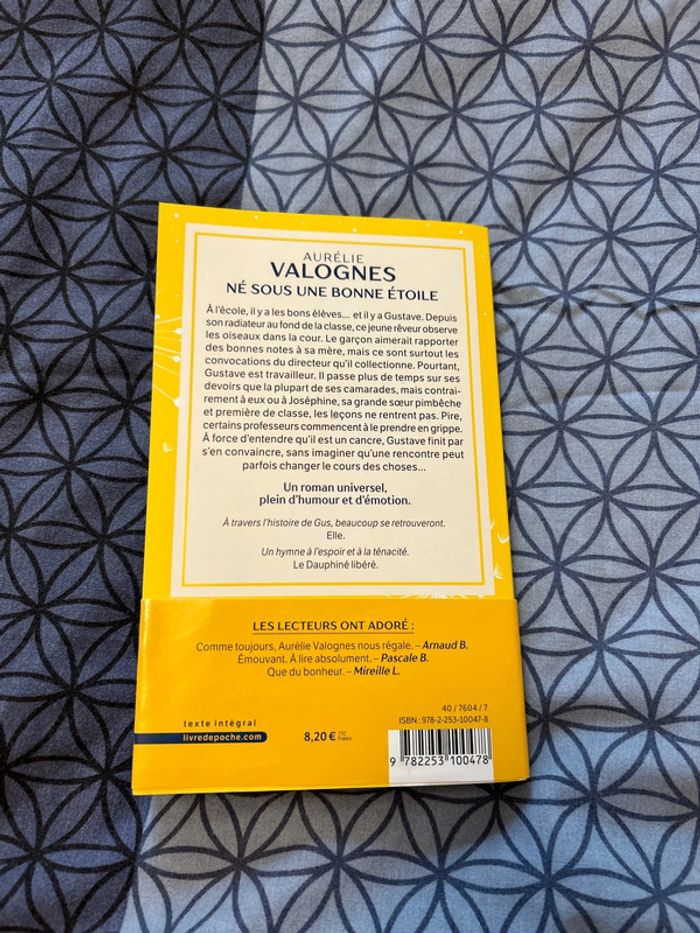 AURÉLIE
VALOGNES
NÉ SOUS UNE BONNE ÉTOILE
À l'école, il y a les bons élèves... et il y a Gustave. Depuis
son radiateur au fond de la classe, ce jeune rêveur observe
les oiseaux dans la cour. Le garçon aimerait rapporter
des bonnes notes à sa mère, mais ce sont surtout les
convocations du directeur qu'il collectionne. Pourtant,
Gustave est travailleur. Il passe plus de temps sur ses
devoirs que la plupart de ses camarades, mais contrai-
rement à eux ou à Joséphine, sa grande sœur pimbêche
et première de classe, les leçons ne rentrent pas. Pire,
certains professeurs commencent à le prendre en grippe.
À force d'entendre qu'il est un cancre, Gustave finit par
s'en convaincre, sans imaginer qu'une rencontre peut
parfois changer le cours des choses...
Un roman universel,
plein d'humour et d'émotion.
À travers l'histoire de Gus, beaucoup se retrouveront.
Elle.
Un hymne à l'espoir et à la ténacité.
Le Dauphiné libéré.
LES LECTEURS ONT ADORÉ :
Comme toujours, Aurélie Valognes nous régale. – Arnaud B.
Émouvant. À lire absolument. – Pascale B.
Que du bonheur. – Mireille L.
texte intégral
livredepoche.com
8,20 € TTC
France
40 / 7604 / 7
ISBN : 978-2-253-10047-8
9 782253 100478